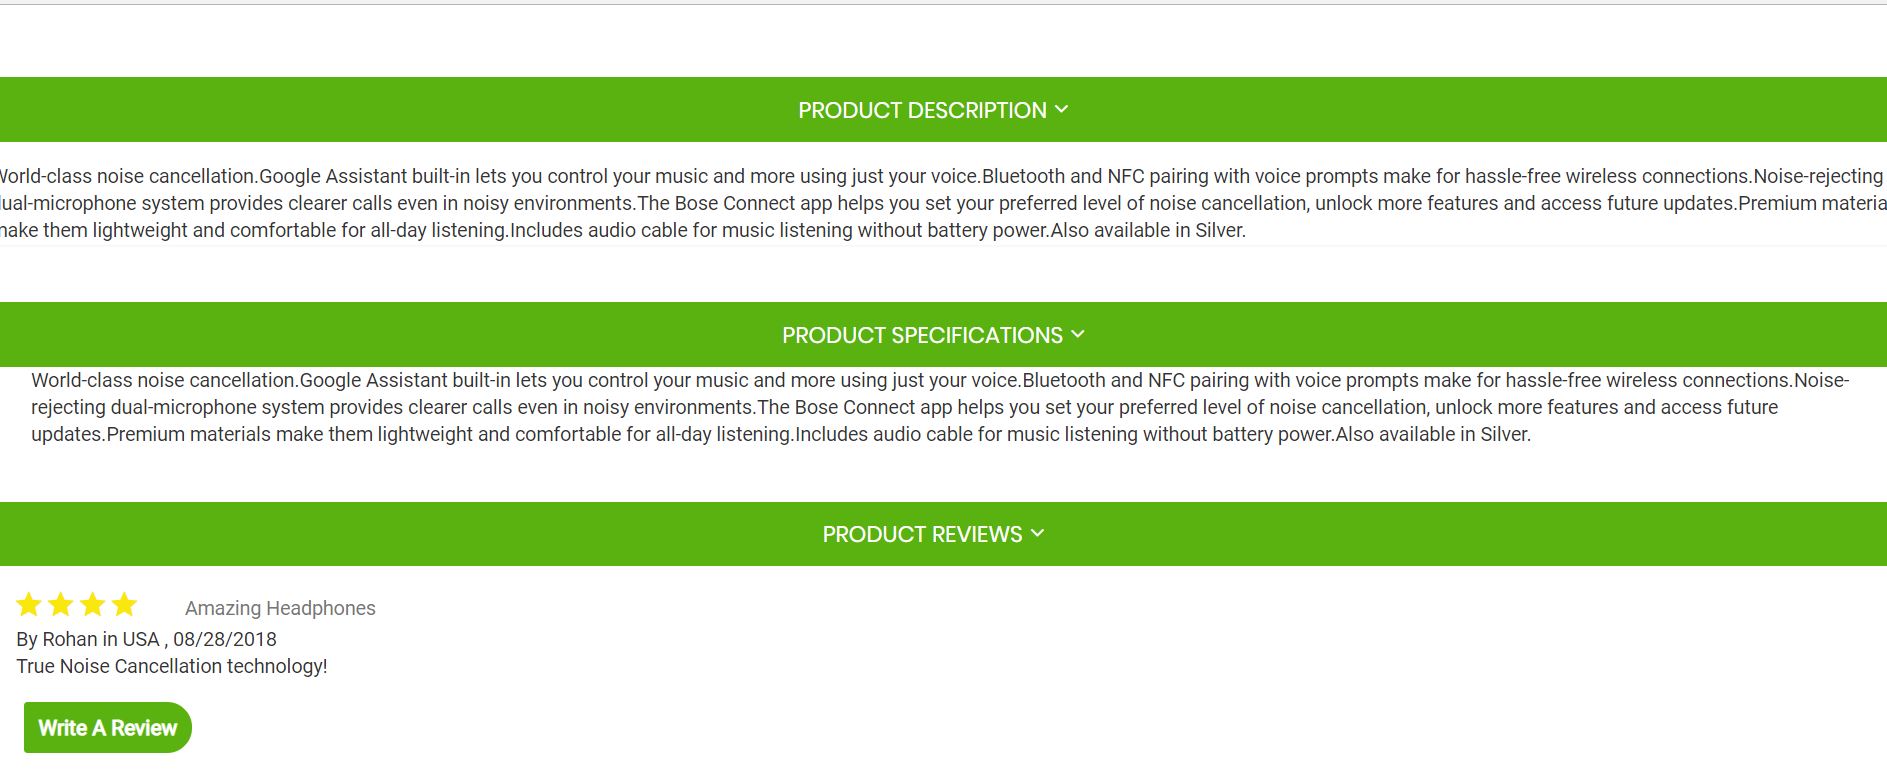 PRODUCT DESCRIPTION
World-class noise cancellation.Google Assistant built-in lets you control your music and more using just your voice.Bluetooth and NFC pairing with voice prompts make for hassle-free wireless connections.Noise-rejecting
dual-microphone system provides clearer calls even in noisy environments.The Bose Connect app helps you set your preferred level of noise cancellation, unlock more features and access future updates.Premium materia
make them lightweight and comfortable for all-day listening.Includes audio cable for music listening without battery power.Also available in Silver.
PRODUCT SPECIFICATIONS
World-class noise cancellation.Google Assistant built-in lets you control your music and more using just your voice.Bluetooth and NFC pairing with voice prompts make for hassle-free wireless connections.Noise-
rejecting dual-microphone system provides clearer calls even in noisy environments.The Bose Connect app helps you set your preferred level of noise cancellation, unlock more features and access future
updates.Premium materials make them lightweight and comfortable for all-day listening.Includes audio cable for music listening without battery power.Also available in Silver.
PRODUCT REVIEWS
Amazing Headphones
By Rohan in USA , 08/28/2018
True Noise Cancellation technology!
Write A Review